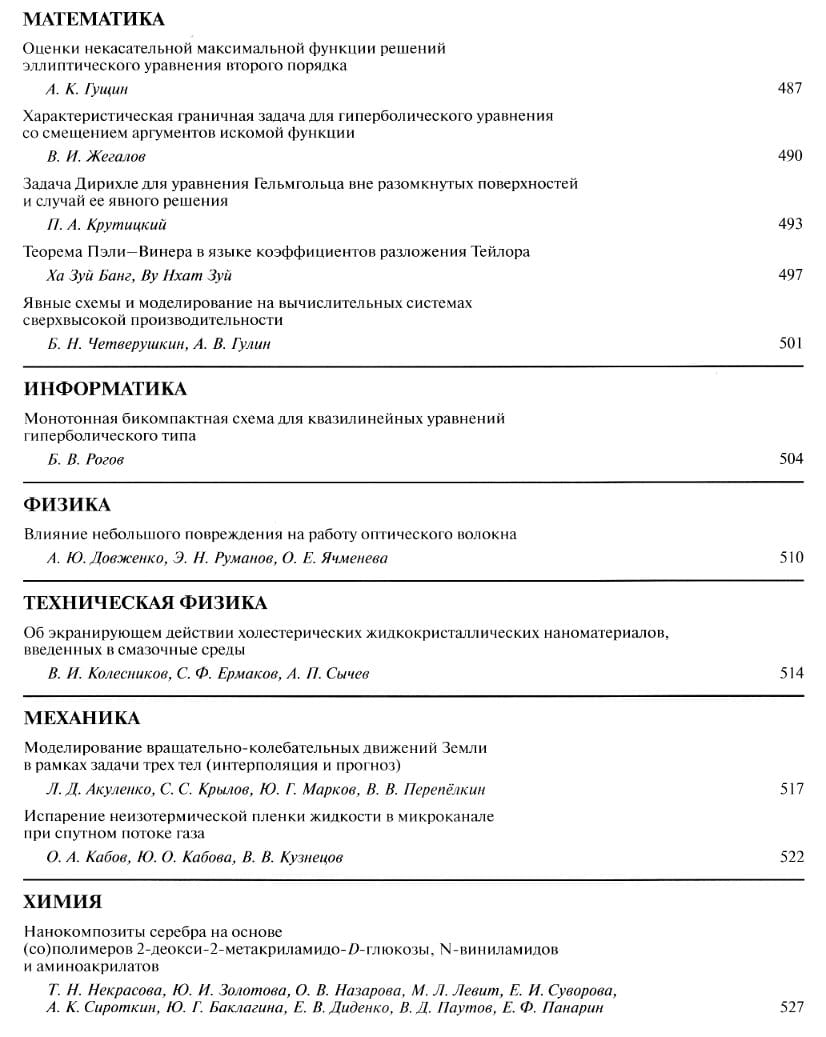 МАТЕМАТИКА
Оценки некасательной максимальной функции решений
эллиптического уравнения второго порядка
А. К. Гущин 487
Характеристическая граничная задача для гиперболического уравнения
со смещением аргументов искомой функции
В. И. Жегалов 490
Задача Дирихле для уравнения Гельмгольца вне разомкнутых поверхностей
и случай ее явного решения
П. А. Крутицкий 493
Теорема Пэли–Винера в языке коэффициентов разложения Тейлора
Ха Зуй Банг, Ву Нхат Зуй 497
Явные схемы и моделирование на вычислительных системах
сверхвысокой производительности
Б. Н. Четверушкин, А. В. Гулин 501
ИНФОРМАТИКА
Монотонная бикомпактная схема для квазилинейных уравнений
гиперболического типа
Б. В. Рогов 504
ФИЗИКА
Влияние небольшого повреждения на работу оптического волокна
А. Ю. Довженко, Э. Н. Руманов, О. Е. Ячменева 510
ТЕХНИЧЕСКАЯ ФИЗИКА
Об экранирующем действии холестерических жидкокристаллических наноматериалов,
введенных в смазочные среды
В. И. Колесников, С. Ф. Ермаков, А. П. Сычев 514
МЕХАНИКА
Моделирование вращательно-колебательных движений Земли
в рамках задачи трех тел (интерполяция и прогноз)
Л. Д. Акуленко, С. С. Крылов, Ю. Г. Марков, В. В. Перепёлкин 517
Испарение неизотермической пленки жидкости в микроканале
при спутном потоке газа
О. А. Кабов, Ю. О. Кабова, В. В. Кузнецов 522
ХИМИЯ
Нанокомпозиты серебра на основе
(со)полимеров 2-деокси-2-метакриламидо-D-глюкозы, N-виниламидов
и аминоакрилатов
Т. Н. Некрасова, Ю. И. Золотова, О. В. Назарова, М. Л. Левит, Е. И. Суворова,
А. К. Сироткин, Ю. Г. Баклагина, Е. В. Диденко, В. Д. Паутов, Е. Ф. Панарин 527